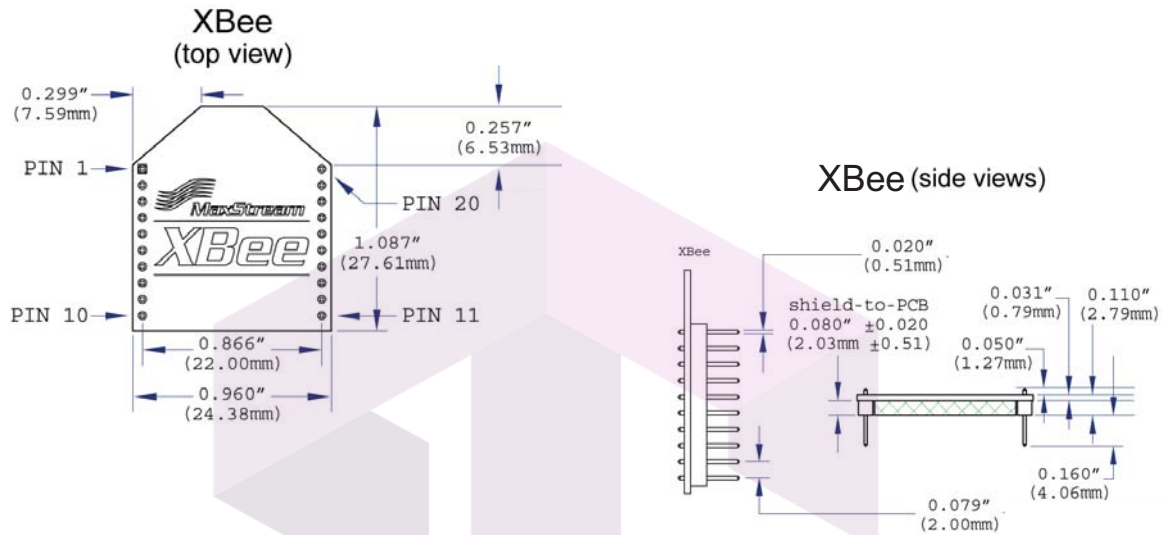 XBee
(top view)
0.299″
(7.59mm)
0.257″
(6.53mm)
PIN 1
PIN 20
MaxStream
XBee
1.087″
(27.61mm)
PIN 10
PIN 11
0.866″
(22.00mm)
0.960″
(24.38mm)
XBee (side views)
XBee
0.020″
(0.51mm)
shield-to-PCB
0.080″ ±0.020
(2.03mm ±0.51)
0.031″
(0.79mm)
0.110″
(2.79mm)
0.050″
(1.27mm)
0.160″
(4.06mm)
0.079″
(2.00mm)